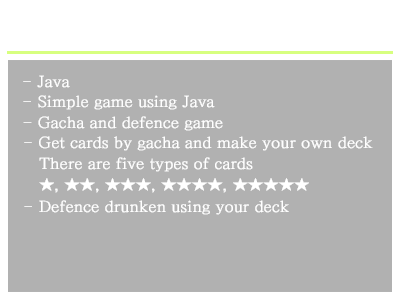 - Java
- Simple game using Java
- Gacha and defence game
- Get cards by gacha and make your own deck
There are five types of cards
★, ★★, ★★★, ★★★★, ★★★★★
- Defence drunken using your deck